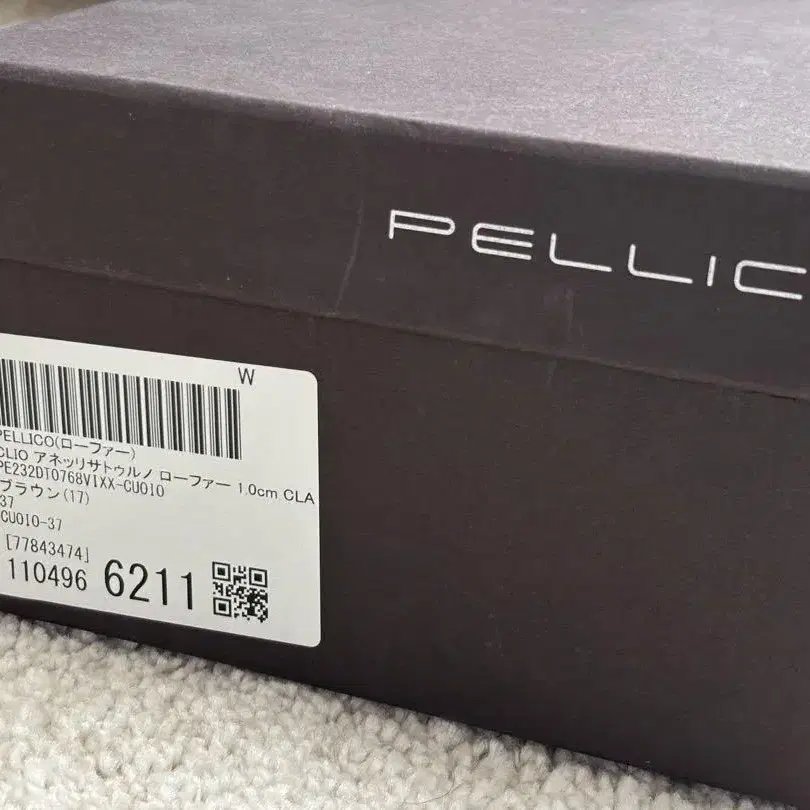 PELLIC
W
PELLICO(ローファー)
CLIO アネッリサトゥルノ ローファー 1.0cm CLA
PE232DT0768VIXX-CU010
ブラウン(17)
37
CU010-37
[77843474]
110496 6211